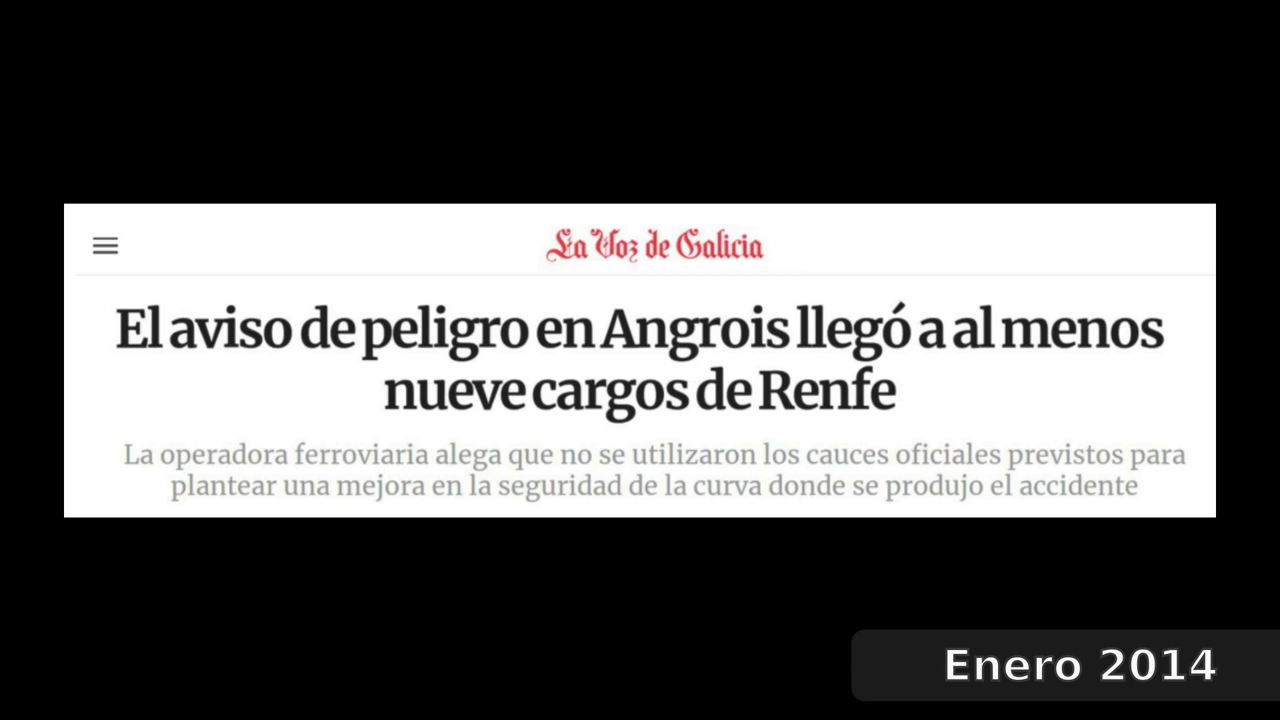 La Voz de Galicia
El aviso de peligro en Angrois llegó a al menos
nueve cargos de Renfe
La operadora ferroviaria alega que no se utilizaron los cauces oficiales previstos para
plantear una mejora en la seguridad de la curva donde se produjo el accidente
Enero 2014